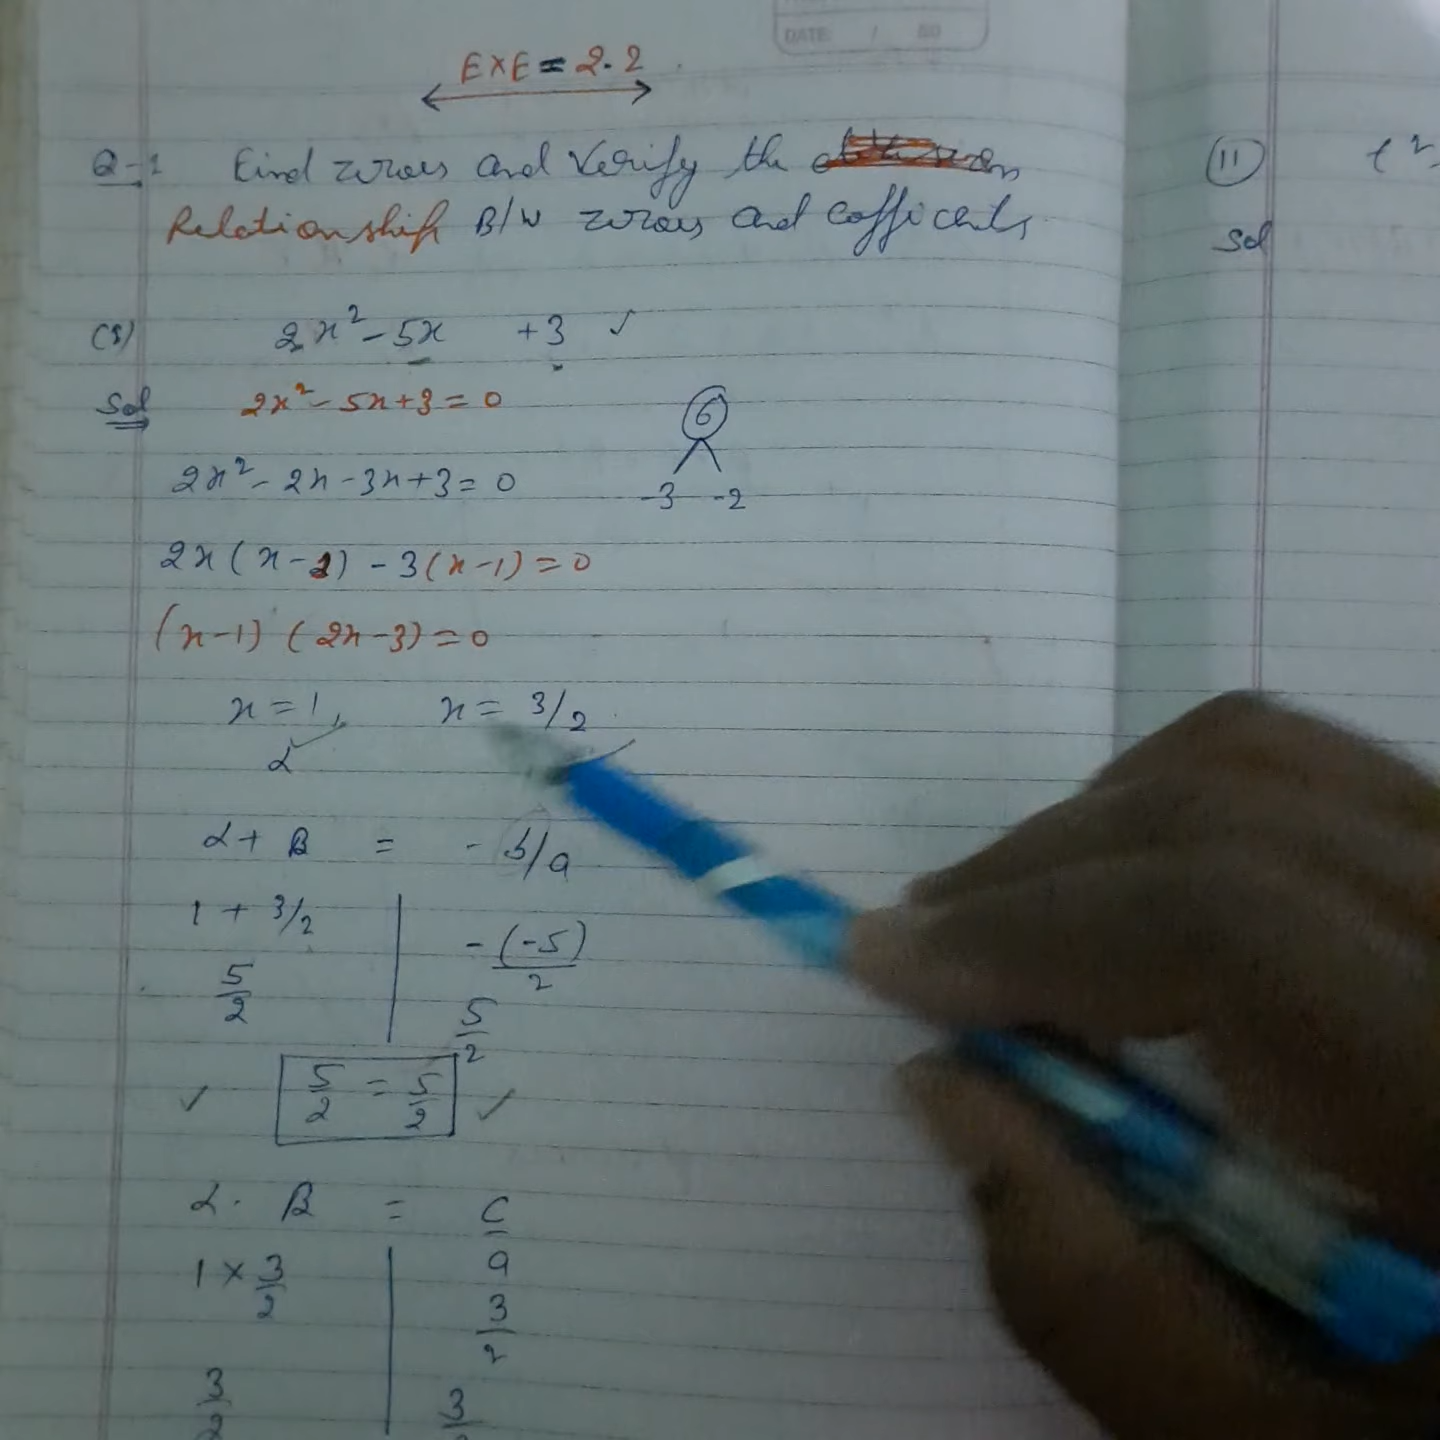 DATE / 80
EXE = 2.2
Q-1 Find zeroes and Verify the
Relationship B/W zeroes and cofficents
(i) 2x² - 5x + 3 ✓
Sol 2x² - 5x + 3 = 0
6
2x² - 2x - 3x + 3 = 0
-3 -2
2x (x - 1) - 3 (x - 1) = 0
(x - 1) (2x - 3) = 0
x = 1, x = 3/2
α
α + B = - b/a
1 + 3/2 -(-5)/2
5/2 5/2
✓ 5/2 = 5/2 ✓
α . B = C/a
1 × 3/2 3/2
3/2 3
(11) t²
Sol